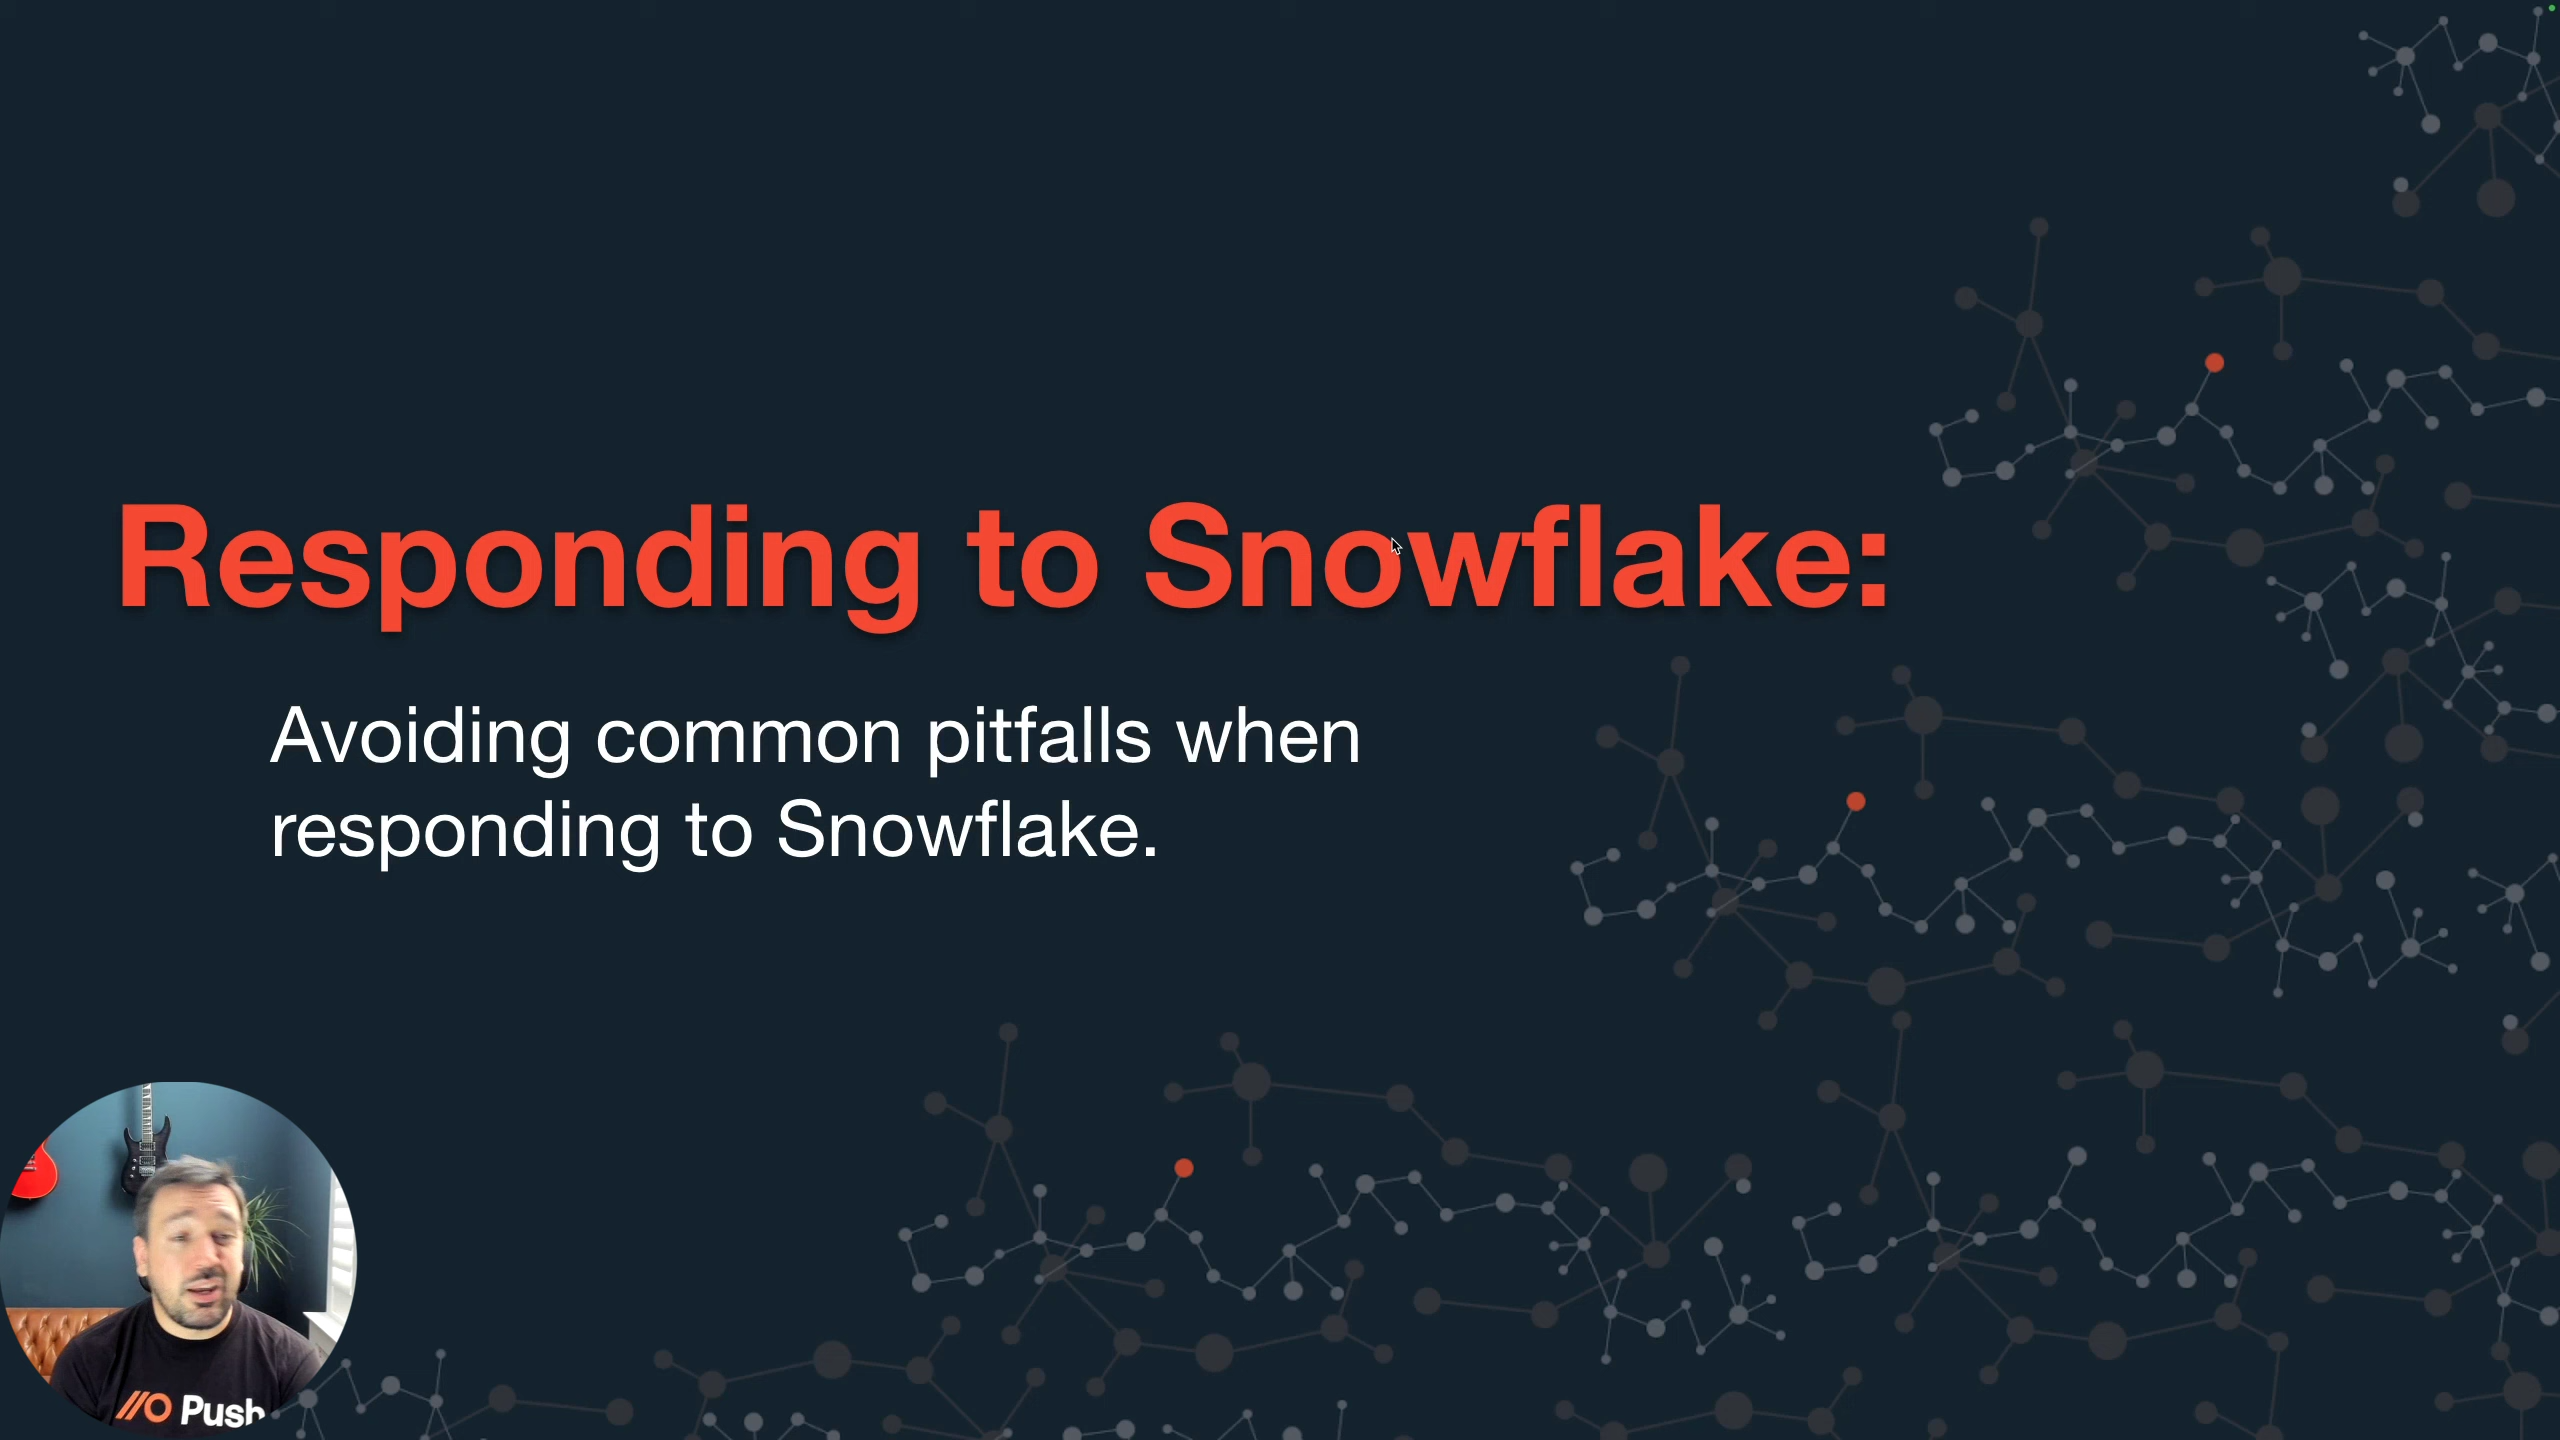 Responding to Snowflake:
Avoiding common pitfalls when
responding to Snowflake.
Push